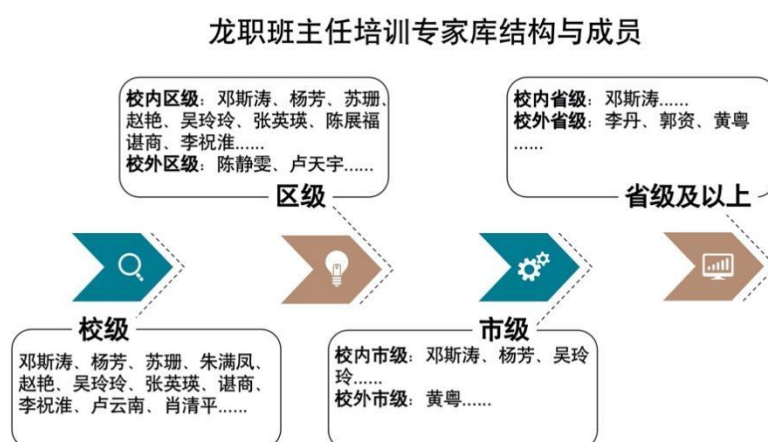 龙职班主任培训专家库结构与成员
校内区级：邓斯涛、杨芳、苏珊、
赵艳、吴玲玲、张英瑛、陈展福
谌商、李祝淮......
校外区级：陈静雯、卢天宇......
区级
校内省级：邓斯涛......
校外省级：李丹、郭资、黄粤
......
省级及以上
校级
邓斯涛、杨芳、苏珊、朱满凤、
赵艳、吴玲玲、张英瑛、谌商、
李祝淮、卢云南、肖清平......
市级
校内市级：邓斯涛、杨芳、吴玲
玲......
校外市级：黄粤......